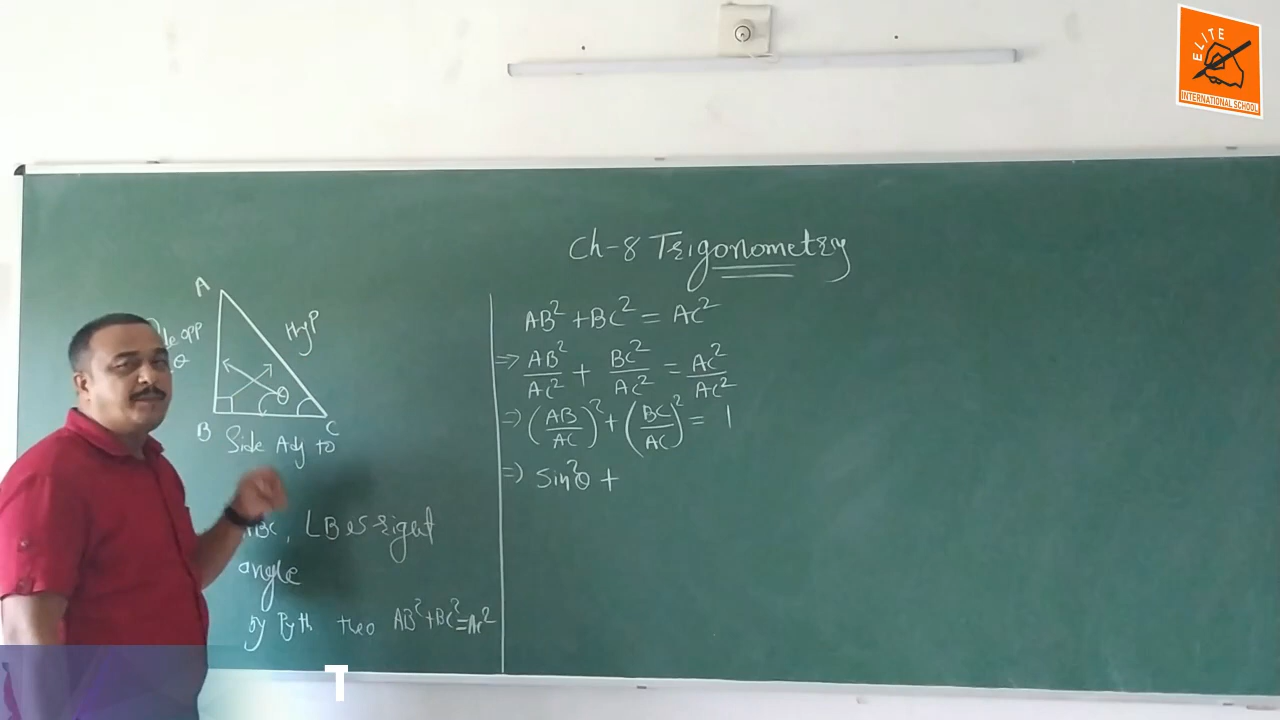 ELITE
INTERNATIONAL SCHOOL
Ch-8 Trigonometry
A
Hyp
opp
θ
θ
B
C
Side Adj to
BC, ∠B is right
angle
by Pyth theo AB²+BC²=AC²
AB² + BC² = AC²
=> AB²/AC² + BC²/AC² = AC²/AC²
=> (AB/AC)² + (BC/AC)² = 1
=> Sin²θ +
T